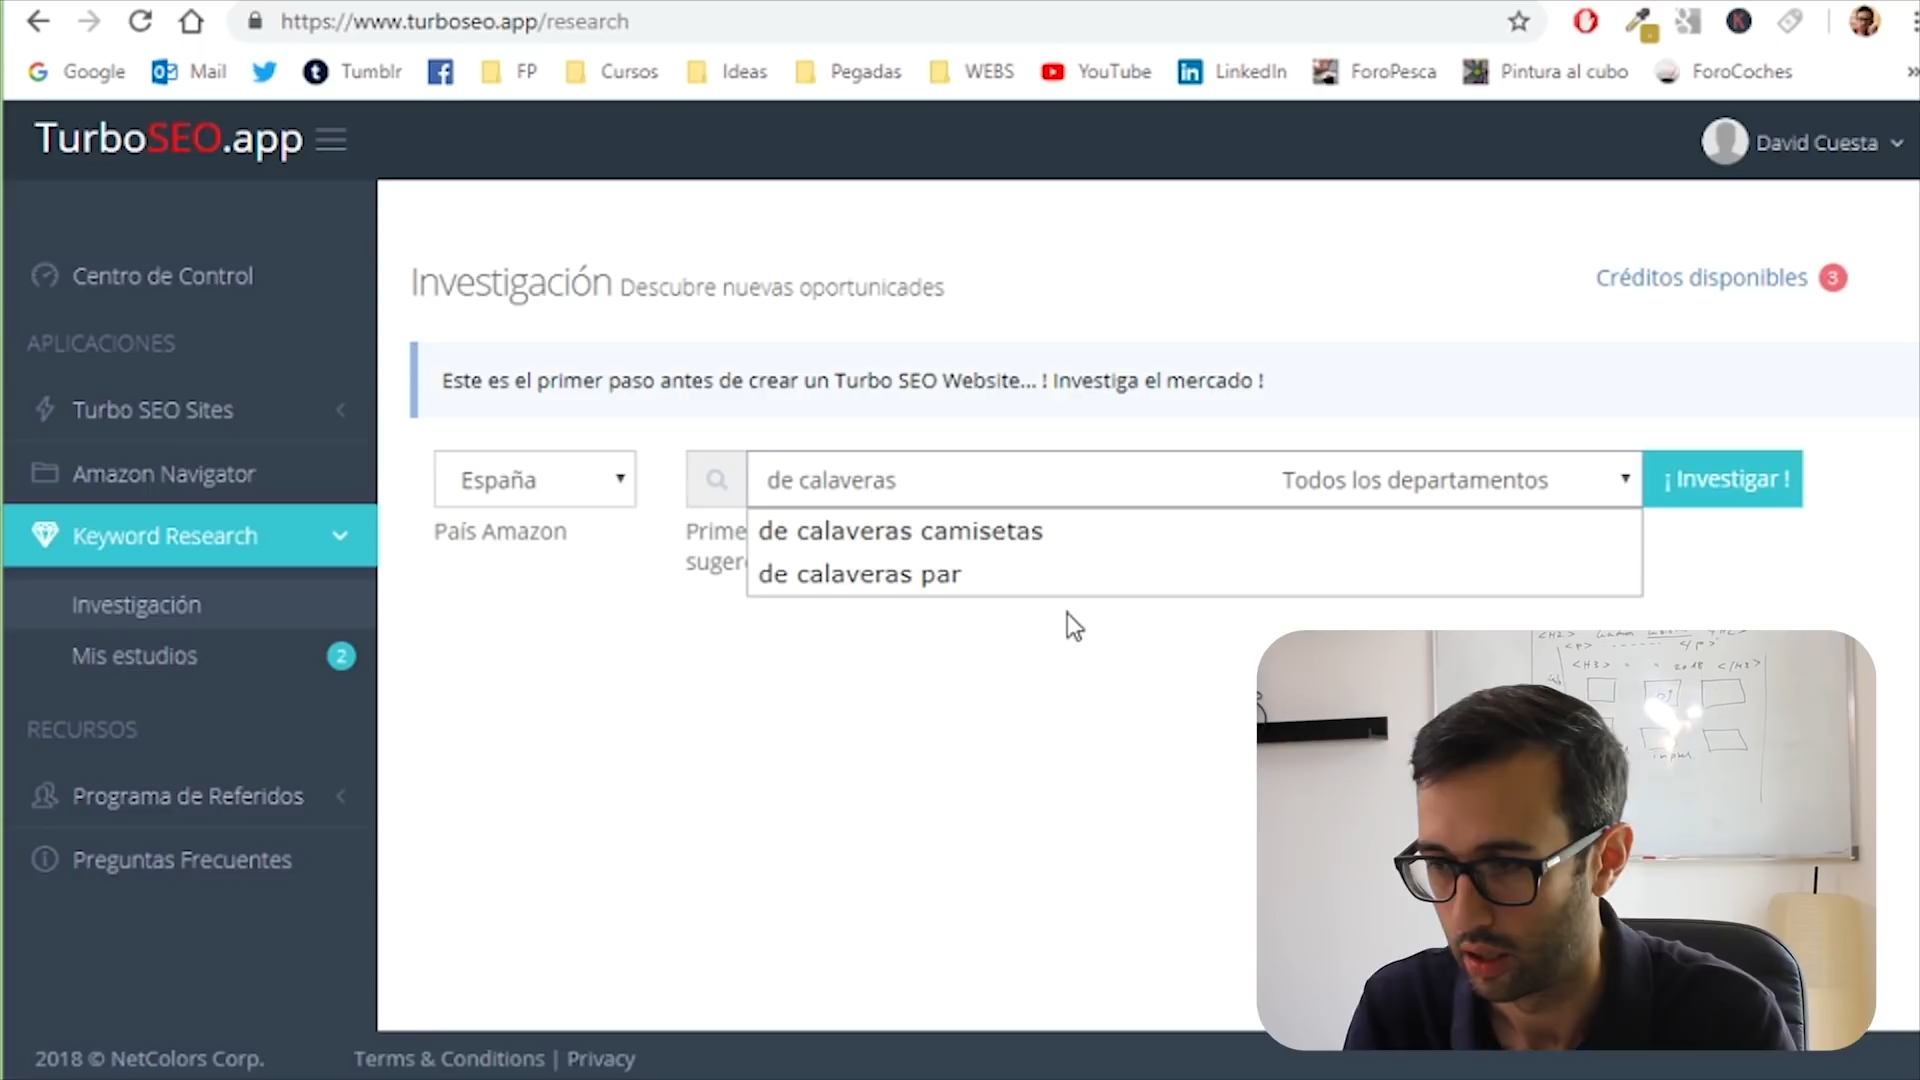 https://www.turboseo.app/research
Google Mail Tumblr FP Cursos Ideas Pegadas WEBS YouTube LinkedIn ForoPesca Pintura al cubo ForoCoches
TurboSEO.app
David Cuesta
Centro de Control
APLICACIONES
Turbo SEO Sites
Amazon Navigator
Keyword Research
Investigación
Mis estudios 2
RECURSOS
Programa de Referidos
Preguntas Frecuentes
Investigación Descubre nuevas oportunicades
Créditos disponibles 3
Este es el primer paso antes de crear un Turbo SEO Website... ! Investiga el mercado !
España
de calaveras
Todos los departamentos
¡ Investigar !
País Amazon
Prime
suger
de calaveras camisetas
de calaveras par
<H3> 2018 </H3>
2018 © NetColors Corp.
Terms & Conditions | Privacy